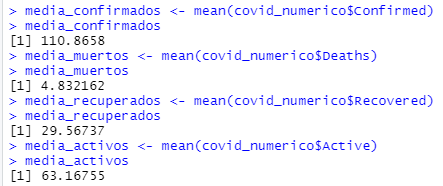 > media_confirmados <- mean(covid_numerico$Confirmed)
> media_confirmados
[1] 110.8658
> media_muertos <- mean(covid_numerico$Deaths)
> media_muertos
[1] 4.832162
> media_recuperados <- mean(covid_numerico$Recovered)
> media_recuperados
[1] 29.56737
> media_activos <- mean(covid_numerico$Active)
> media_activos
[1] 63.16755